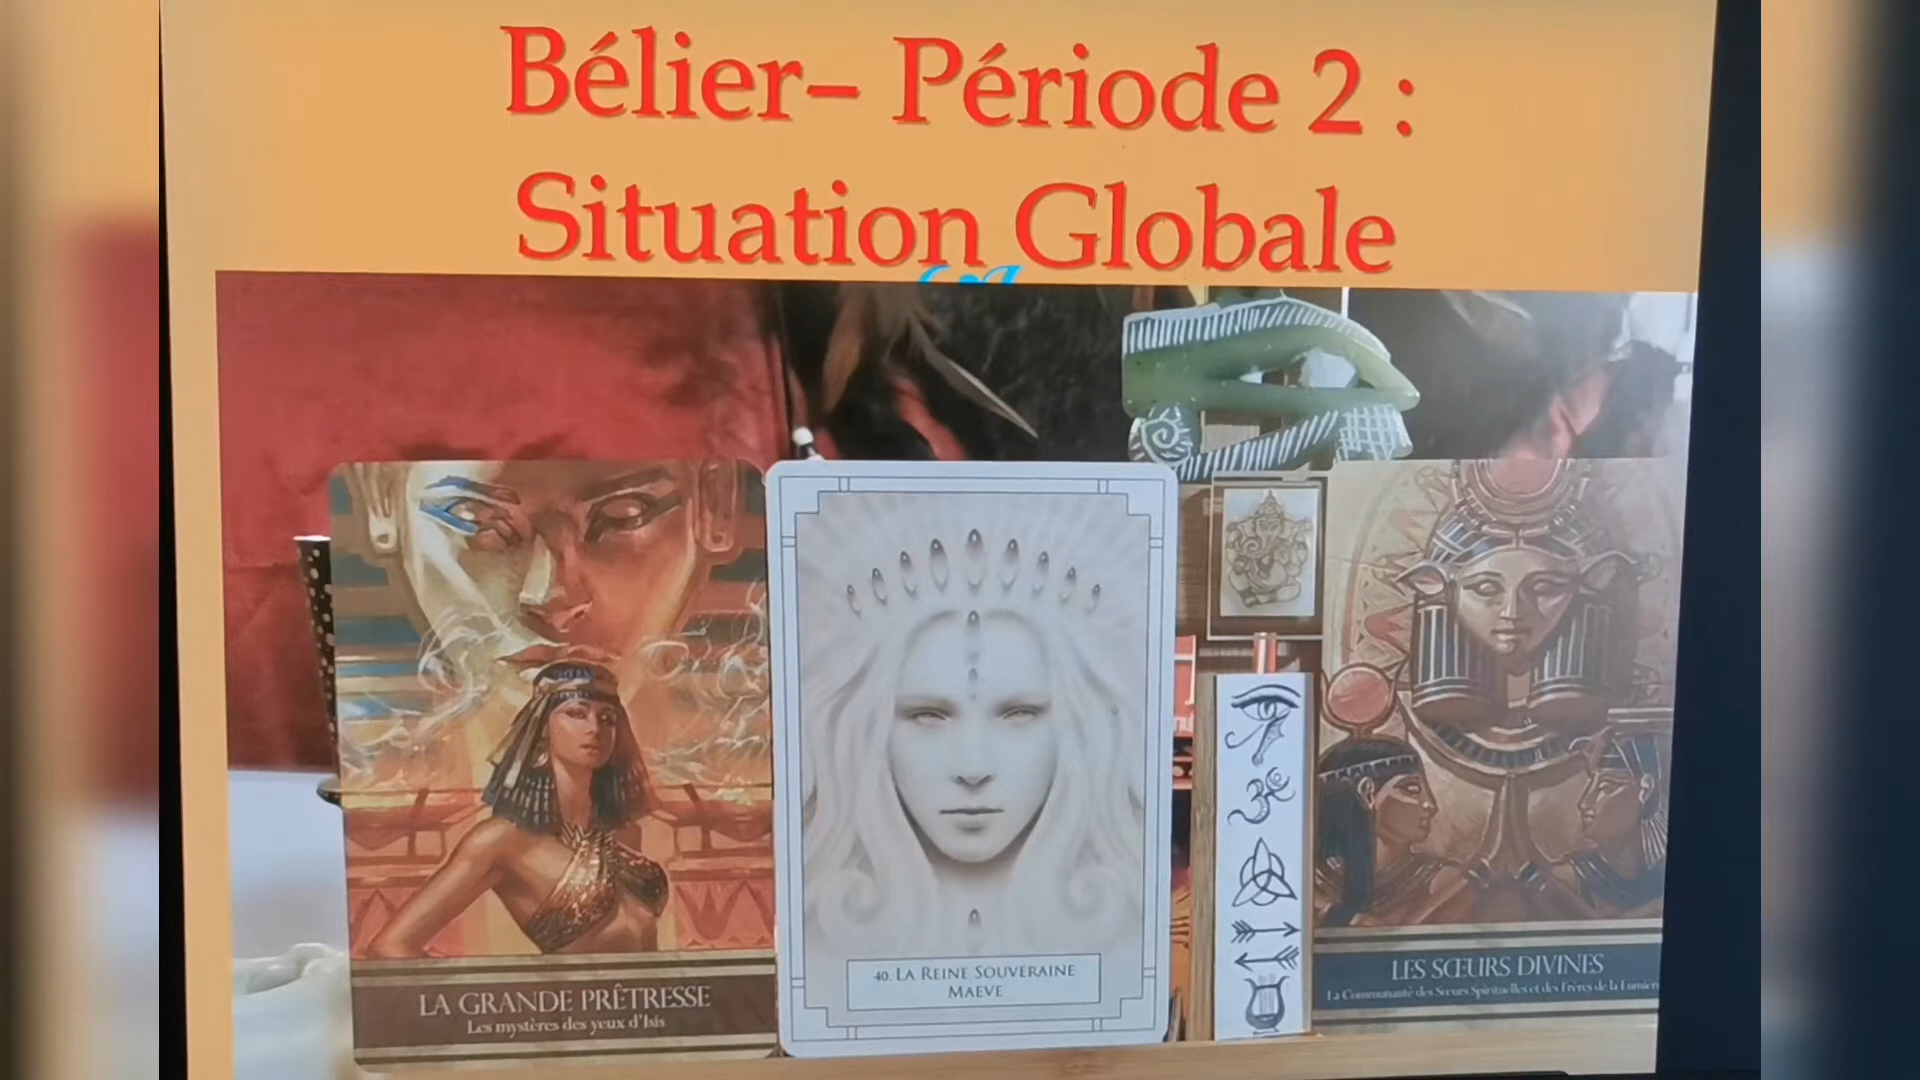 Bélier– Période 2 :
Situation Globale
LA GRANDE PRÊTRESSE
Les mystères des yeux d'Isis
40. LA REINE SOUVERAINE
MAEVE
LES SŒURS DIVINES
La Communauté des Sœurs Spirituelles et des Frères de la Lumière